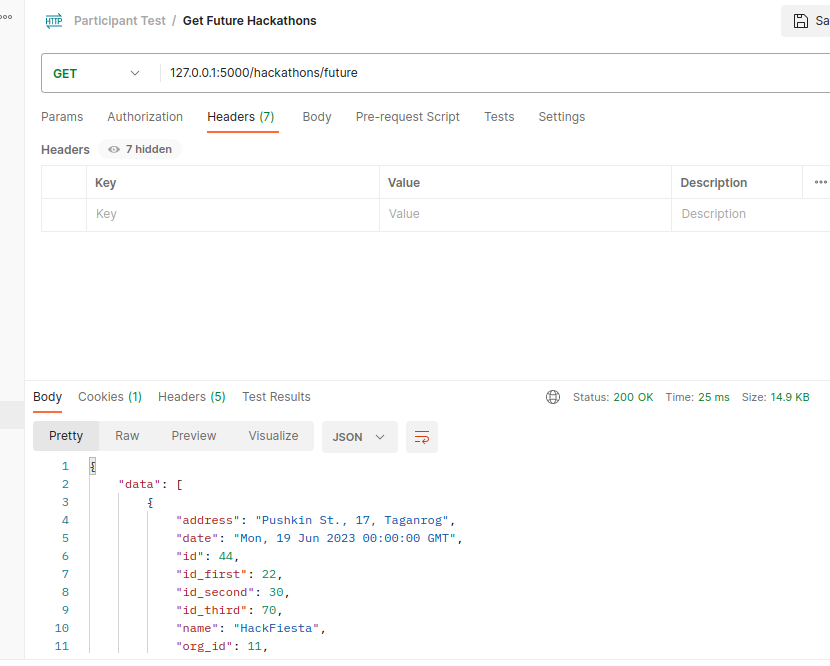 HTTP Participant Test / Get Future Hackathons Sa
GET 127.0.0.1:5000/hackathons/future
Params Authorization Headers (7) Body Pre-request Script Tests Settings
Headers 7 hidden
Key Value Description
Key Value Description
Body Cookies (1) Headers (5) Test Results Status: 200 OK Time: 25 ms Size: 14.9 KB
Pretty Raw Preview Visualize JSON
1 {
2 "data": [
3 {
4 "address": "Pushkin St., 17, Taganrog",
5 "date": "Mon, 19 Jun 2023 00:00:00 GMT",
6 "id": 44,
7 "id_first": 22,
8 "id_second": 30,
9 "id_third": 70,
10 "name": "HackFiesta",
11 "org_id": 11,